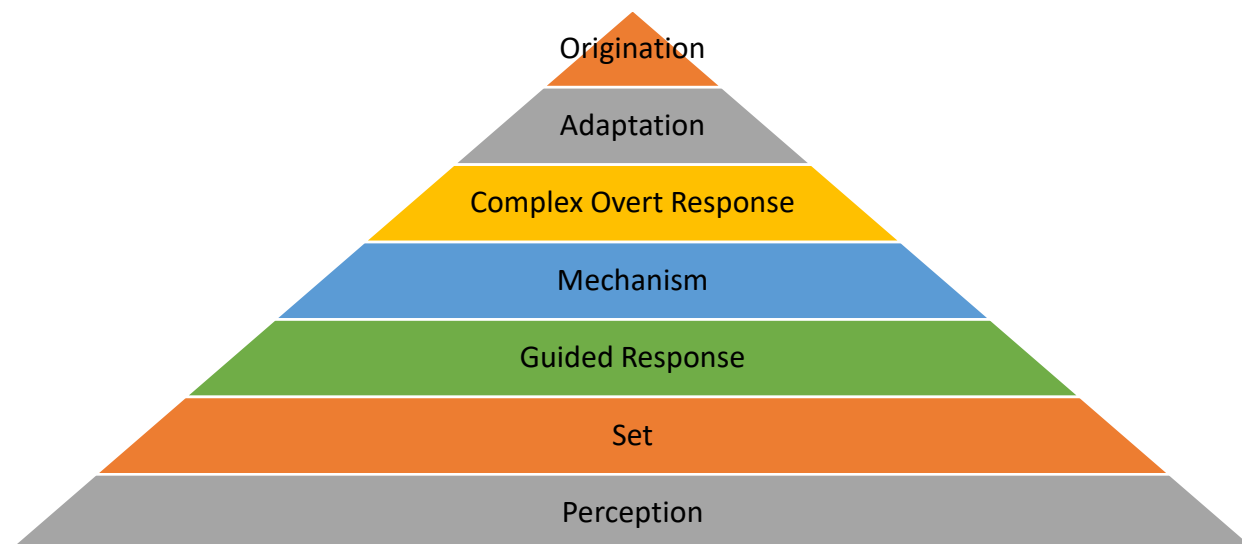 Origination
Adaptation
Complex Overt Response
Mechanism
Guided Response
Set
Perception